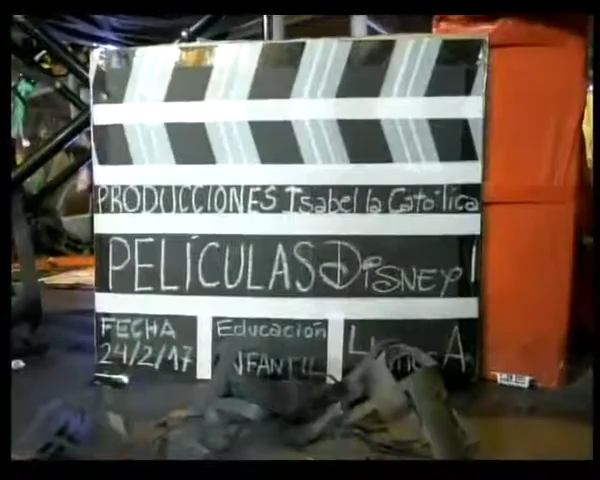 PRODUCCIONES Isabel la Católica
PELÍCULAS DISNEY
FECHA
24/2/17
Educación
INFANTIL
A